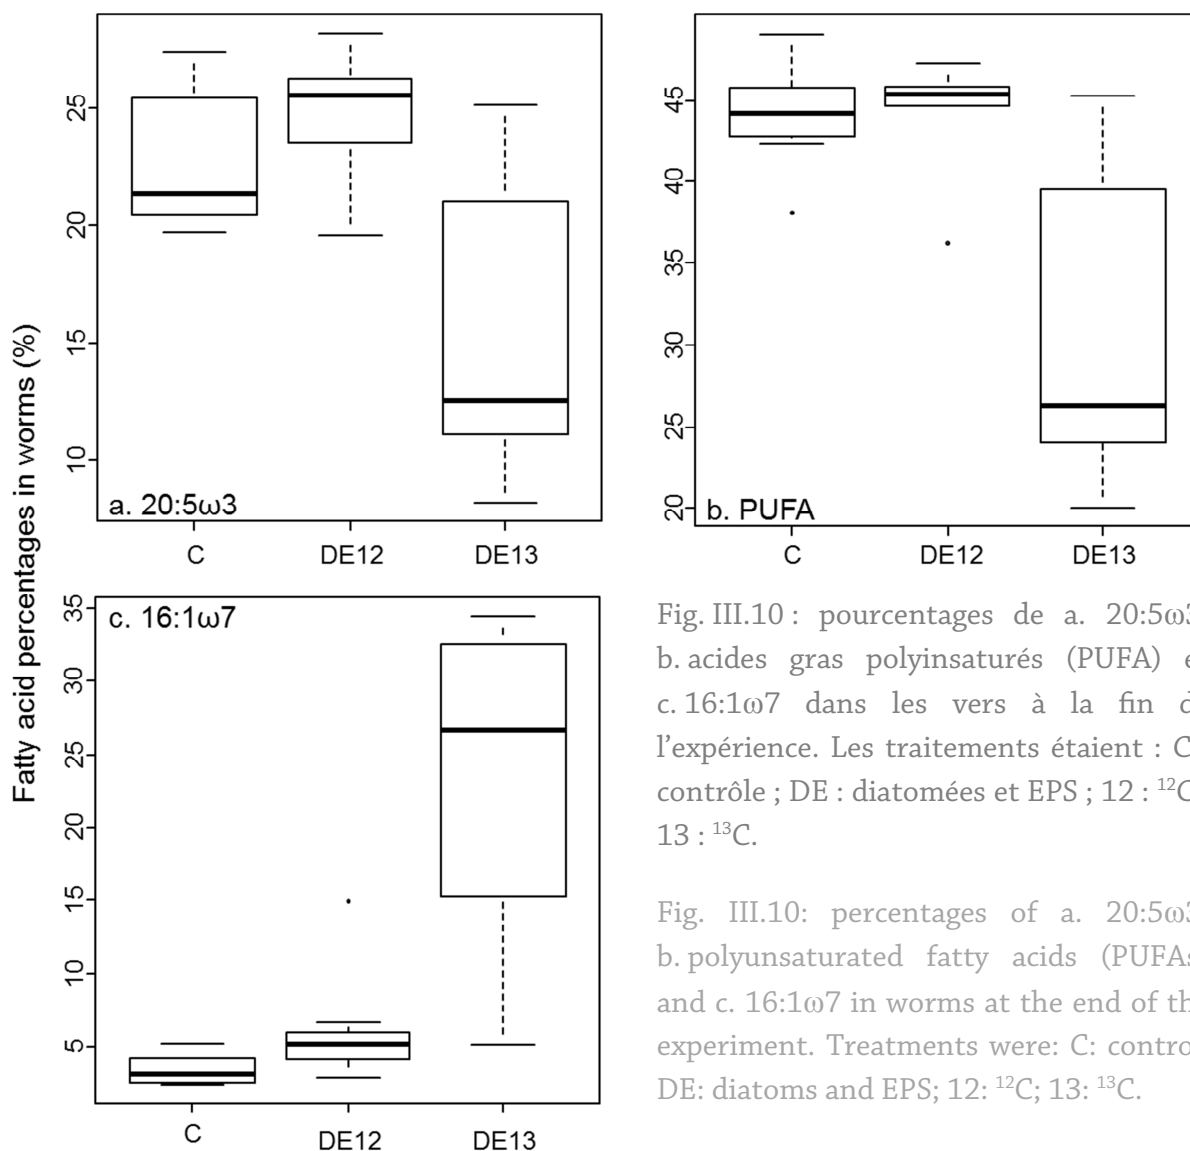 Fatty acid percentages in worms (%)
25
20
15
10
a. 20:5ω3
C DE12 DE13
45
40
35
30
25
20
b. PUFA
C DE12 DE13
35
30
25
20
15
10
5
c. 16:1ω7
C DE12 DE13
Fig. III.10 : pourcentages de a. 20:5ω3
b. acides gras polyinsaturés (PUFA) e
c. 16:1ω7 dans les vers à la fin d
l'expérience. Les traitements étaient : C
contrôle ; DE : diatomées et EPS ; 12 : ¹²C
13 : ¹³C.
Fig. III.10: percentages of a. 20:5ω3
b. polyunsaturated fatty acids (PUFAs
and c. 16:1ω7 in worms at the end of th
experiment. Treatments were: C: contro
DE: diatoms and EPS; 12: ¹²C; 13: ¹³C.